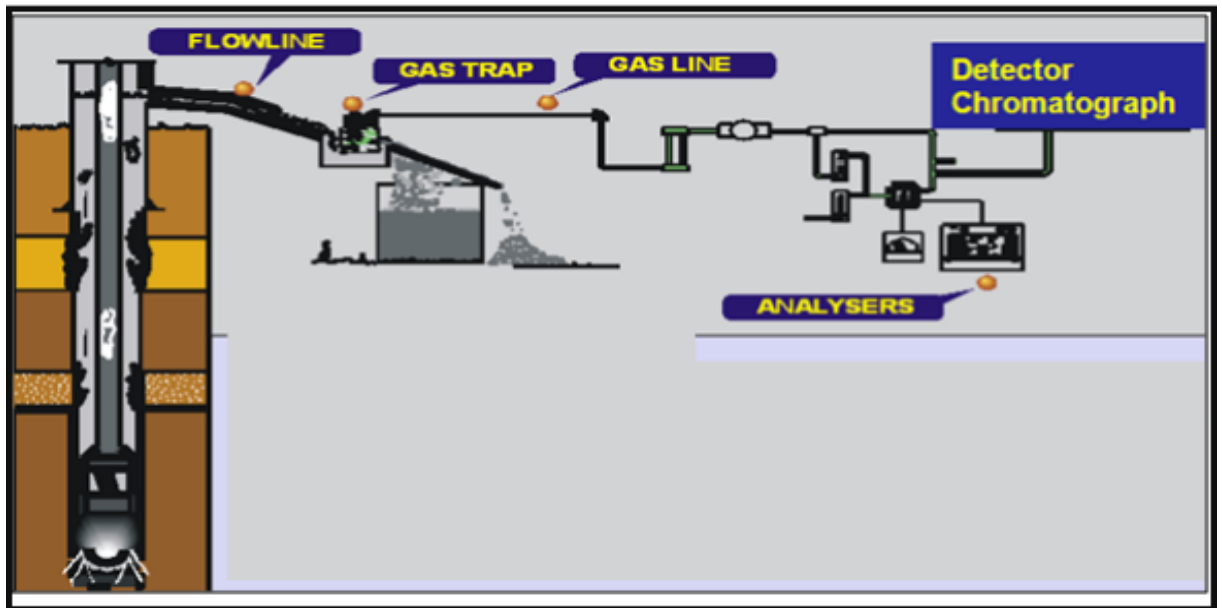 FLOWLINE
GAS TRAP
GAS LINE
Detector
Chromatograph
ANALYSERS